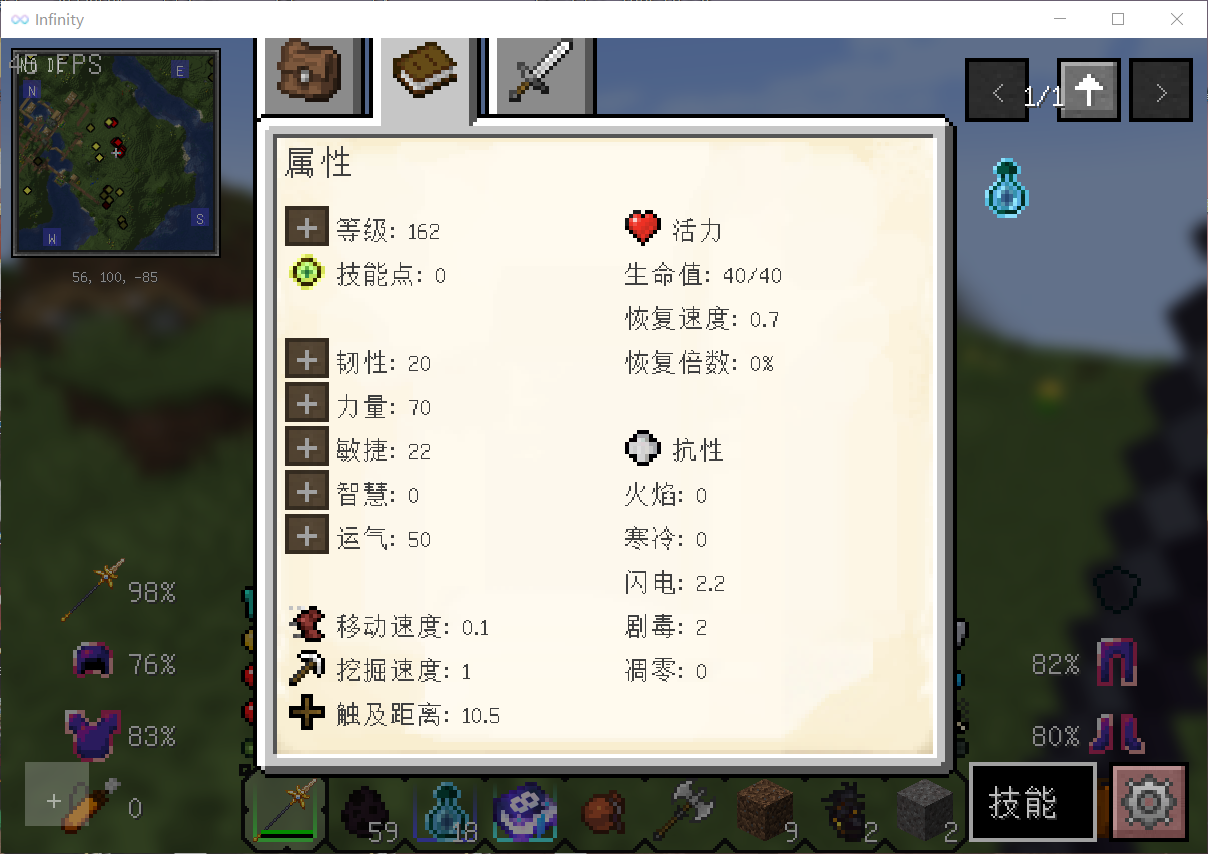 Infinity
E
N
S
W
56, 100, -85
1/1
属性
等级: 162
技能点: 0
韧性: 20
力量: 70
敏捷: 22
智慧: 0
运气: 50
移动速度: 0.1
挖掘速度: 1
触及距离: 10.5
活力
生命值: 40/40
恢复速度: 0.7
恢复倍数: 0%
抗性
火焰: 0
寒冷: 0
闪电: 2.2
剧毒: 2
凋零: 0
98%
76%
83%
0
82%
80%
59
18
9
2
2
技能